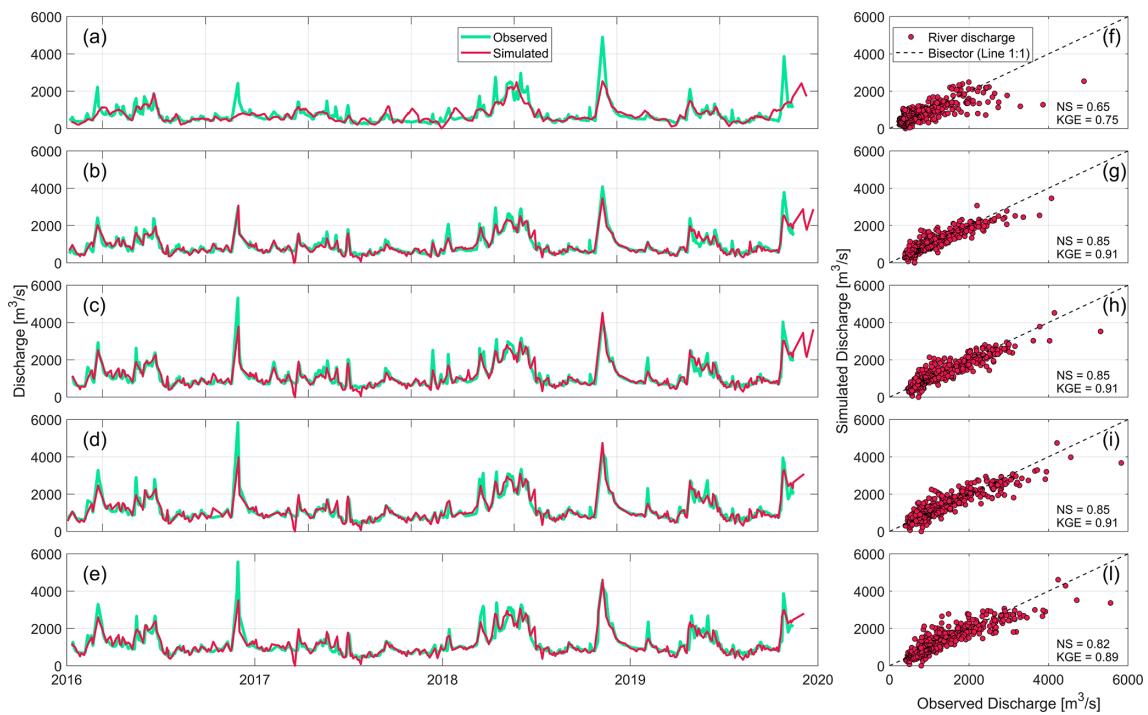 6000
4000
2000
0
(a)
Observed
Simulated
6000
4000
2000
0
(b)
6000
4000
2000
0
(c)
6000
4000
2000
0
(d)
6000
4000
2000
0
(e)
2016
2017
2018
2019
2020
Discharge [m³/s]
6000
4000
2000
0
River discharge
Bisector (Line 1:1)
(f)
NS = 0.65
KGE = 0.75
6000
4000
2000
0
(g)
NS = 0.85
KGE = 0.91
6000
4000
2000
0
(h)
NS = 0.85
KGE = 0.91
6000
4000
2000
0
(i)
NS = 0.85
KGE = 0.91
6000
4000
2000
0
(l)
NS = 0.82
KGE = 0.89
0
2000
4000
6000
Simulated Discharge [m³/s]
Observed Discharge [m³/s]